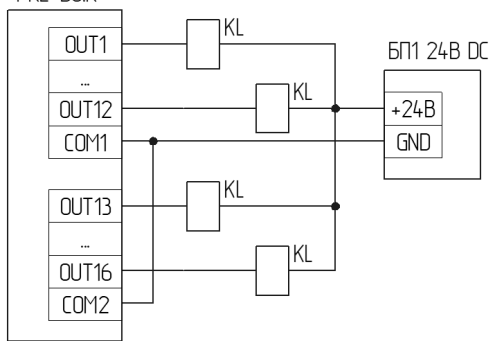 OUT1
KL
БП1 24В DC
...
OUT12
KL
+24В
COM1
GND
OUT13
KL
...
OUT16
KL
COM2